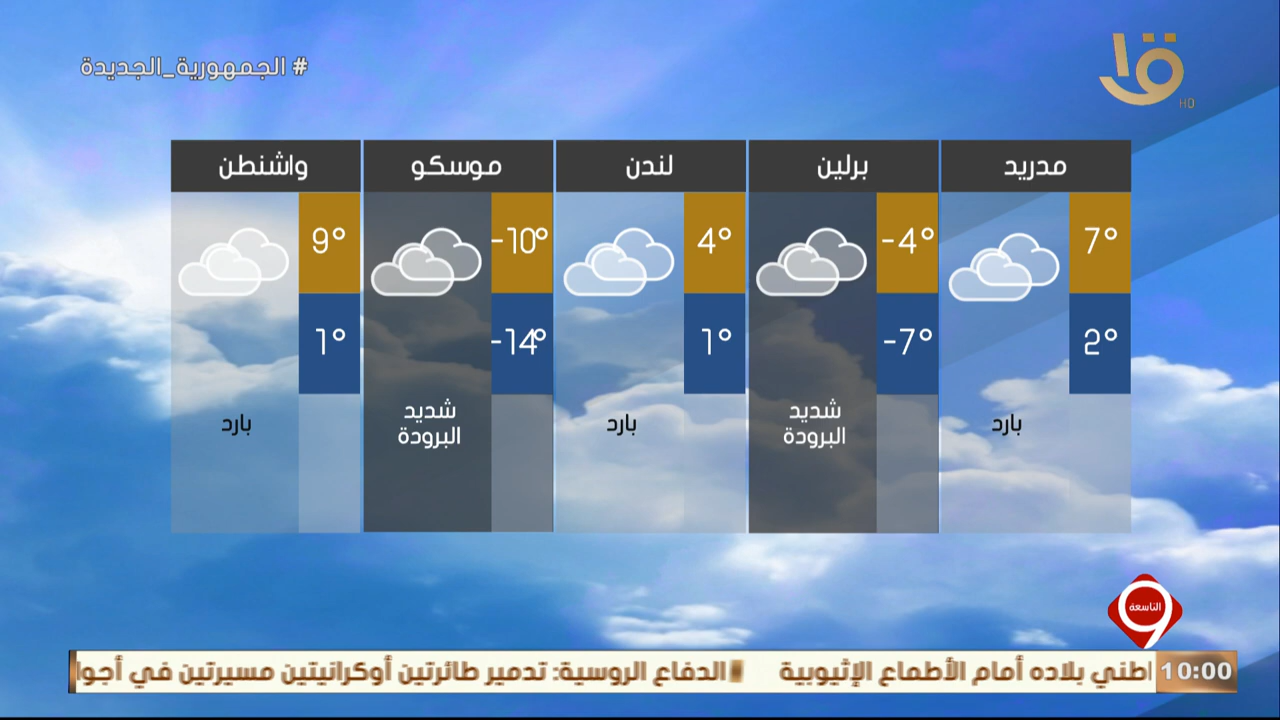 # الجمهورية_الجديدة
HD
مدريد
7°
2°
بارد
برلين
-4°
-7°
شديد
البرودة
لندن
4°
1°
بارد
موسكو
-10°
-14°
شديد
البرودة
واشنطن
9°
1°
بارد
التاسعة
9
10:00
اطني بلاده أمام الأطماع الإثيوبية الدفاع الروسية: تدمير طائرتين أوكرانيتين مسيرتين في أجوا